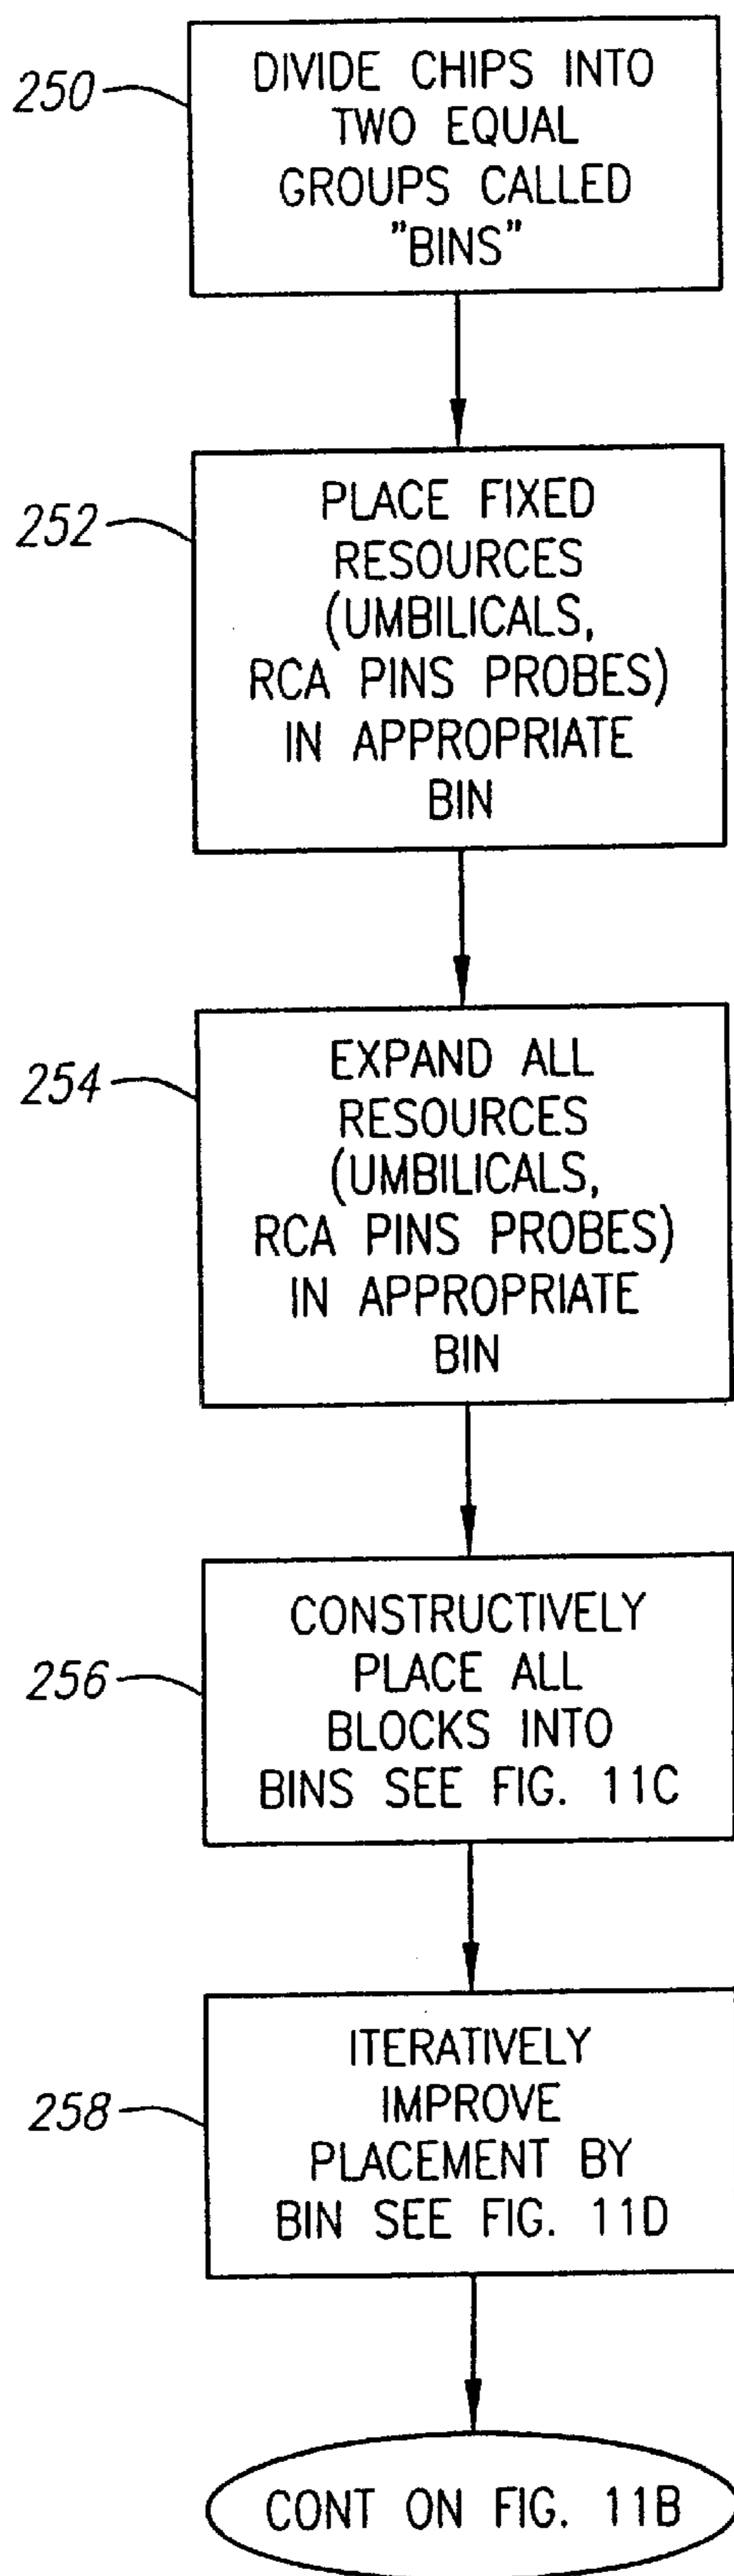 250
DIVIDE CHIPS INTO
TWO EQUAL
GROUPS CALLED
"BINS"
252
PLACE FIXED
RESOURCES
(UMBILICALS,
RCA PINS PROBES)
IN APPROPRIATE
BIN
254
EXPAND ALL
RESOURCES
(UMBILICALS,
RCA PINS PROBES)
IN APPROPRIATE
BIN
256
CONSTRUCTIVELY
PLACE ALL
BLOCKS INTO
BINS SEE FIG. 11C
258
ITERATIVELY
IMPROVE
PLACEMENT BY
BIN SEE FIG. 11D
CONT ON FIG. 11B